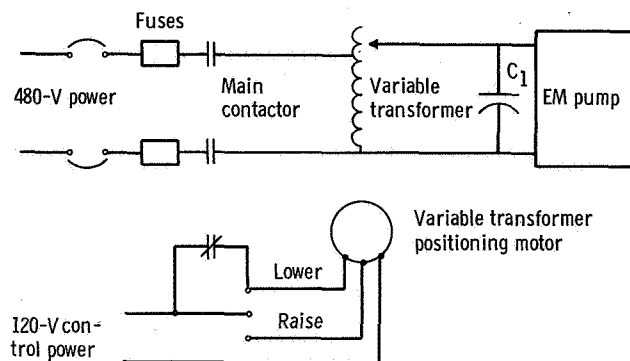 Fuses
480-V power
Main
contactor
Variable
transformer
C1
EM pump
Variable transformer
positioning motor
Lower
Raise
120-V con-
trol power